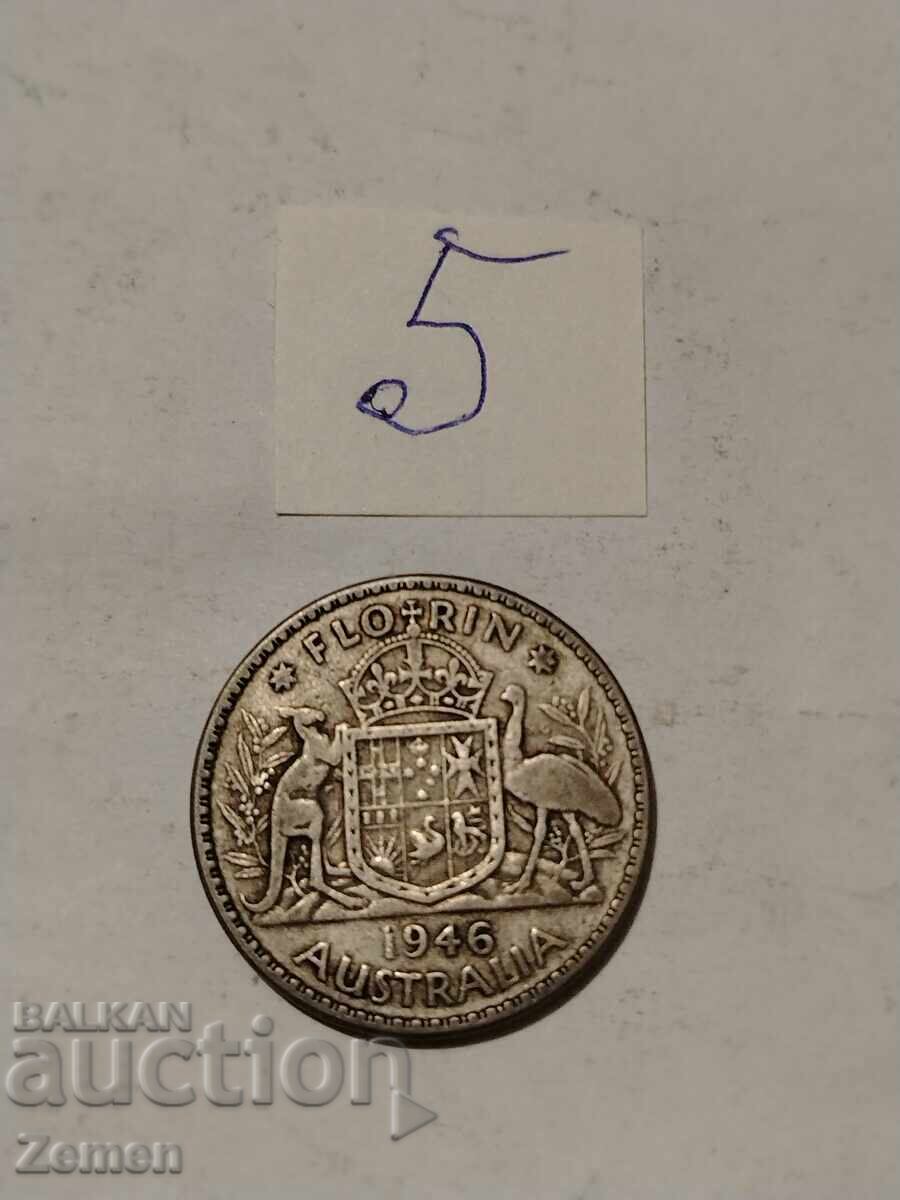 5
FLORIN
1946
AUSTRALIA
BALKAN
auction
Zemen